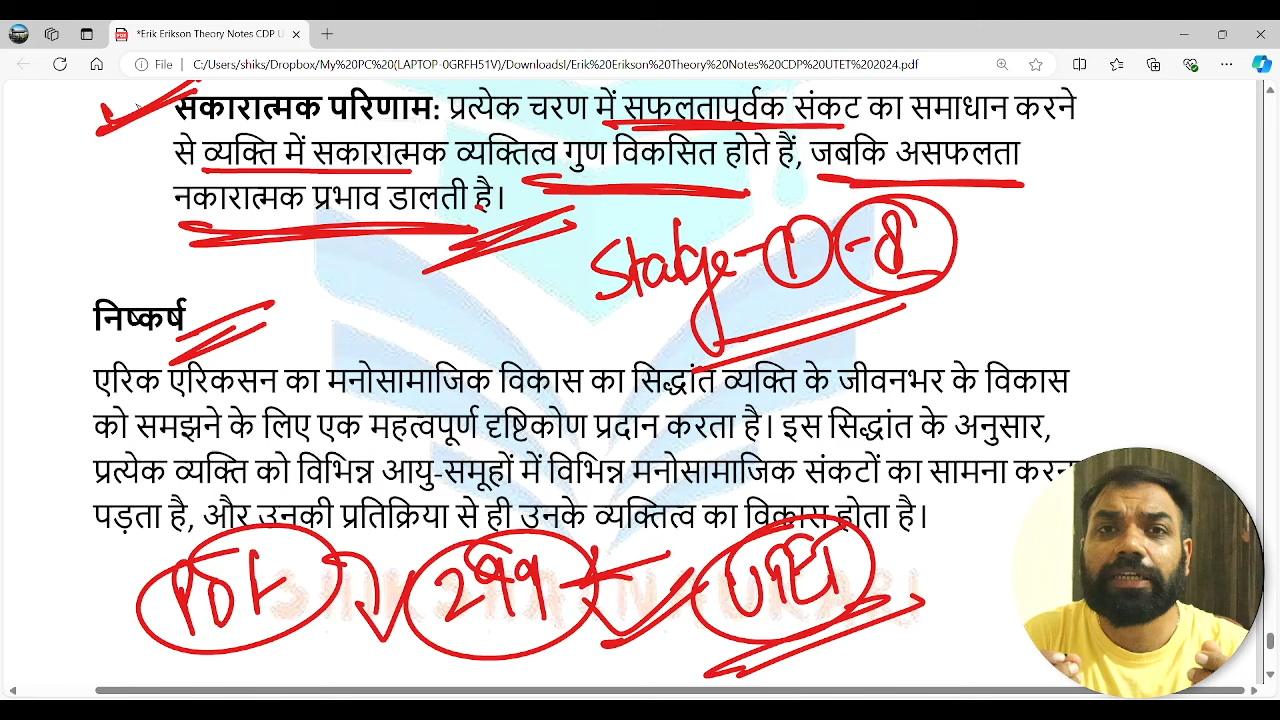 *Erik Erikson Theory Notes CDP U
File
C:/Users/shiks/Dropbox/My%20PC%20(LAPTOP-0GRFH51V)/Downloads/Erik%20Erikson%20Theory%20Notes%20CDP%20UTET%202024.pdf
सकारात्मक परिणाम: प्रत्येक चरण में सफलतापूर्वक संकट का समाधान करने
से व्यक्ति में सकारात्मक व्यक्तित्व गुण विकसित होते हैं, जबकि असफलता
नकारात्मक प्रभाव डालती है।
Stage - 1 - 8
निष्कर्ष
एरिक एरिकसन का मनोसामाजिक विकास का सिद्धांत व्यक्ति के जीवनभर के विकास
को समझने के लिए एक महत्वपूर्ण दृष्टिकोण प्रदान करता है। इस सिद्धांत के अनुसार,
प्रत्येक व्यक्ति को विभिन्न आयु-समूहों में विभिन्न मनोसामाजिक संकटों का सामना करना
पड़ता है, और उनकी प्रतिक्रिया से ही उनके व्यक्तित्व का विकास होता है।
PDF 299